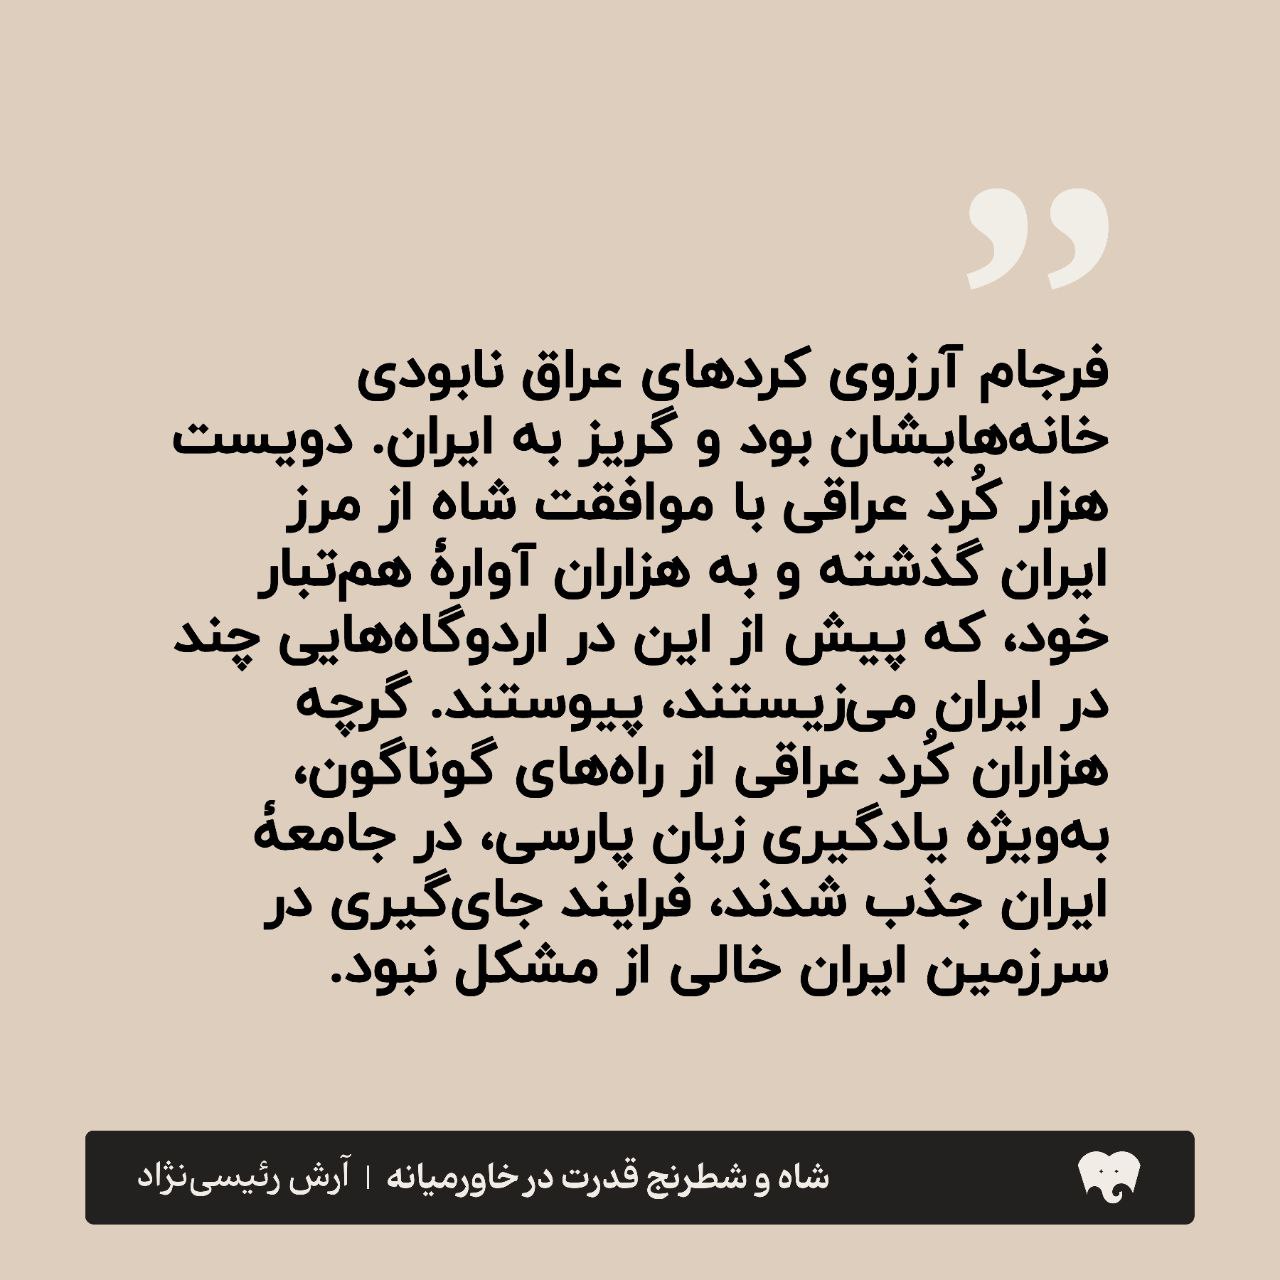 ”
فرجام آرزوی کردهای عراق نابودی
خانه‌هایشان بود و گریز به ایران. دویست
هزار کُرد عراقی با موافقت شاه از مرز
ایران گذشته و به هزاران آوارهٔ هم‌تبار
خود، که پیش از این در اردوگاه‌هایی چند
در ایران می‌زیستند، پیوستند. گرچه
هزاران کُرد عراقی از راه‌های گوناگون،
به‌ویژه یادگیری زبان پارسی، در جامعهٔ
ایران جذب شدند، فرایند جای‌گیری در
سرزمین ایران خالی از مشکل نبود.
شاه و شطرنج قدرت در خاورمیانه | آرش رئیسی‌نژاد